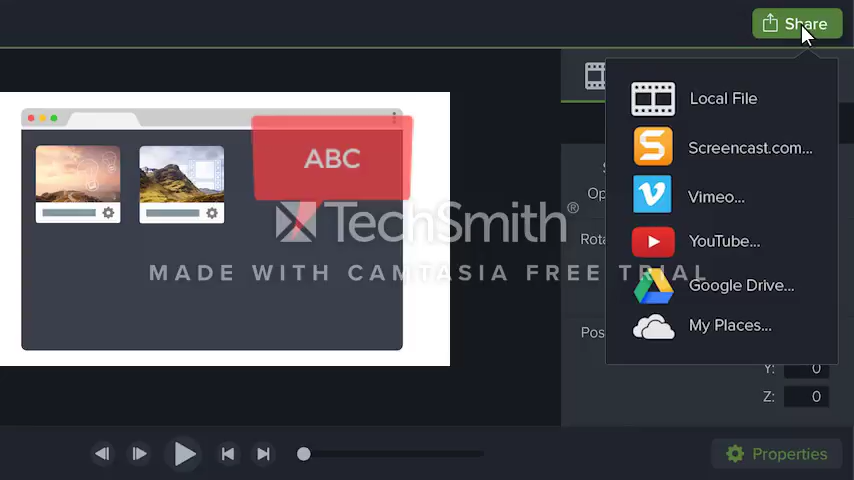 Share
Local File
Screencast.com...
Vimeo...
YouTube...
Google Drive...
My Places...
ABC
TechSmith®
MADE WITH CAMTASIA FREE TRIAL
S
Op
Rota
Pos
Y: 0
Z: 0
Properties